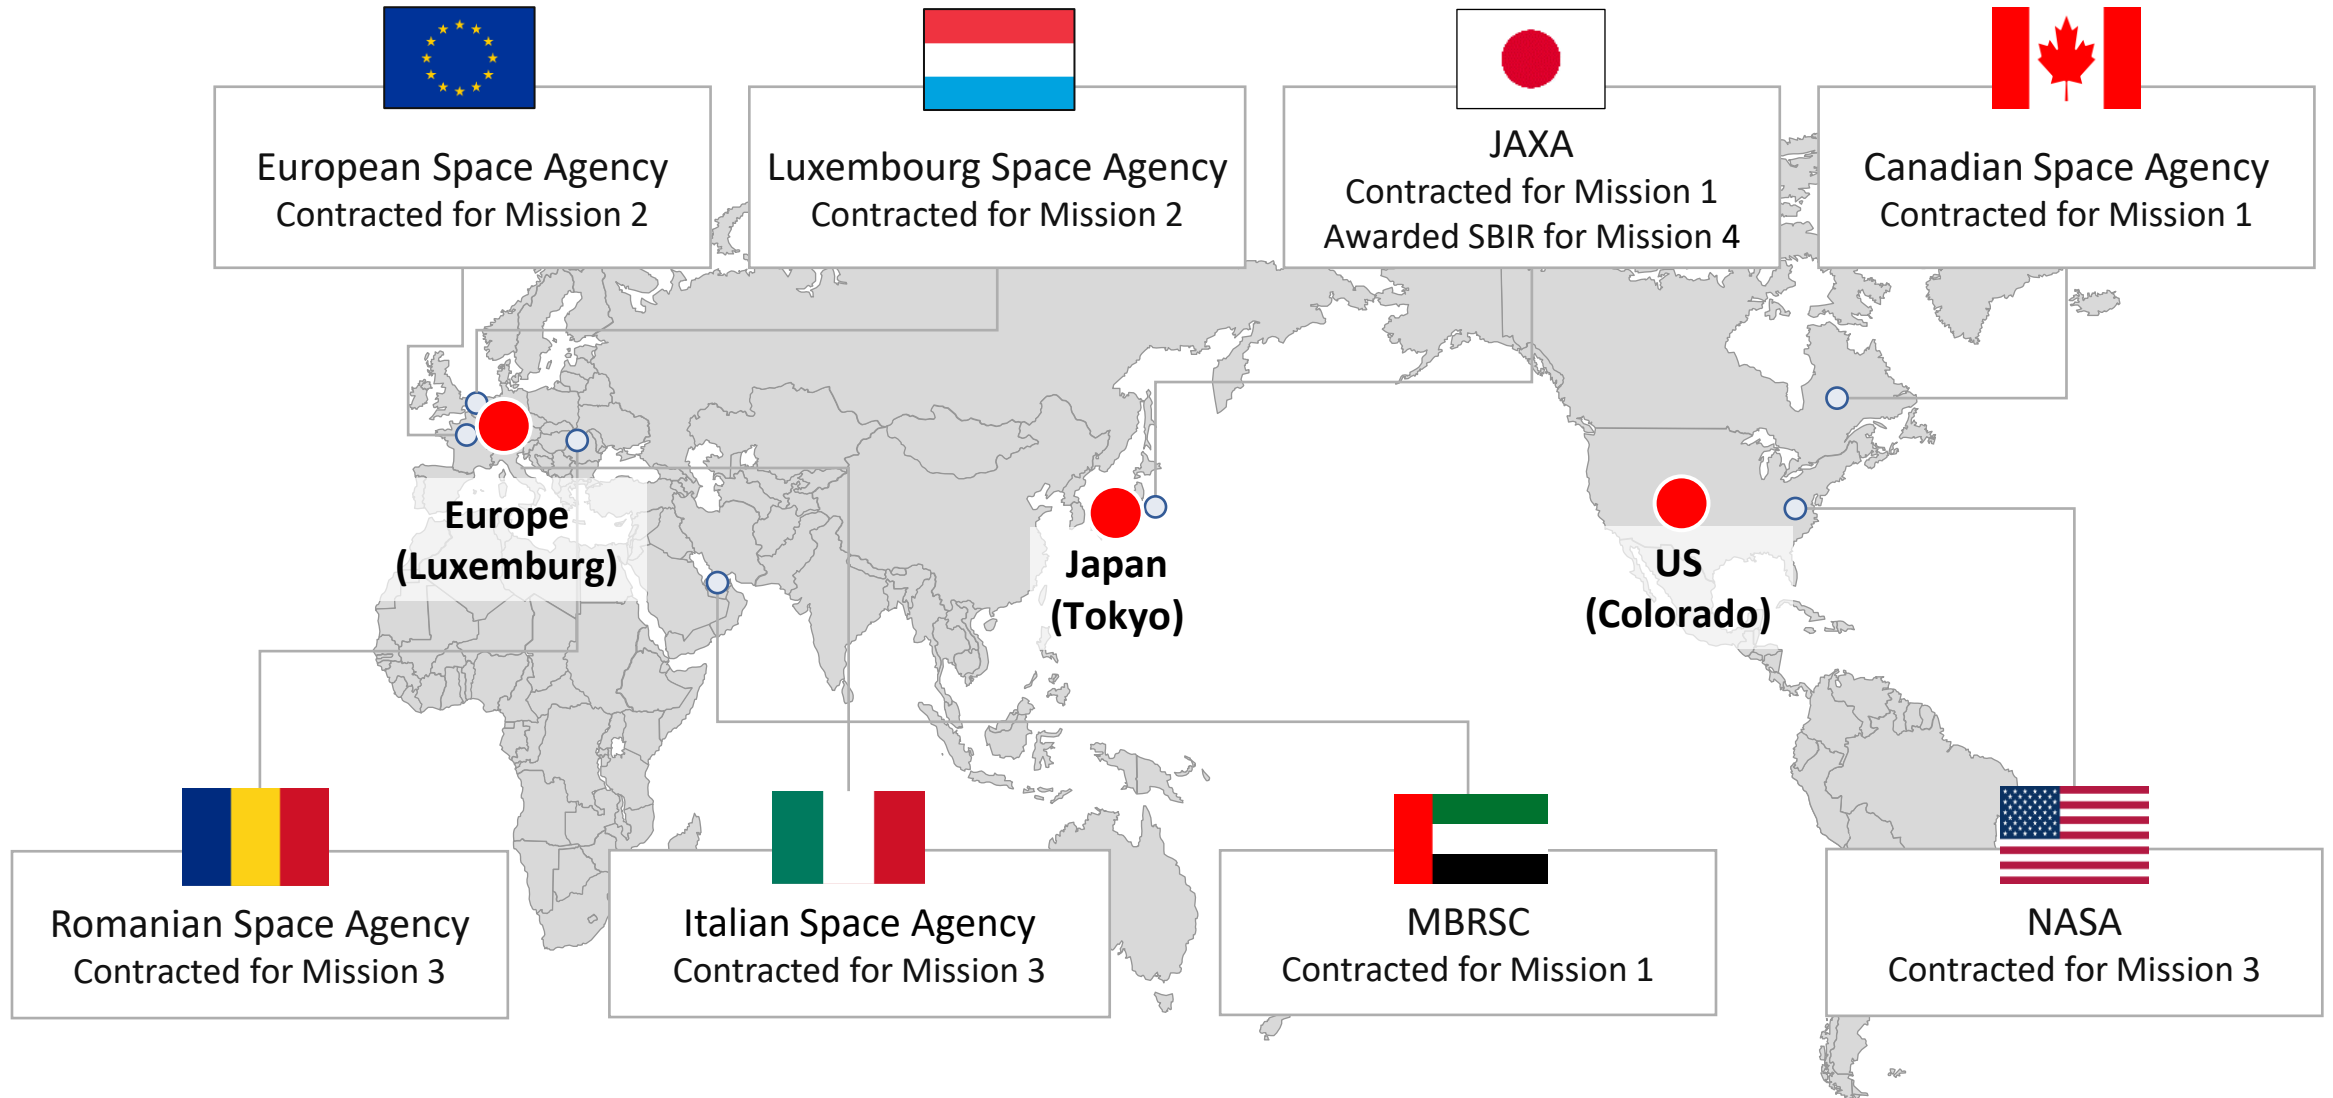 European Space Agency
Contracted for Mission 2
Luxembourg Space Agency
Contracted for Mission 2
JAXA
Contracted for Mission 1
Awarded SBIR for Mission 4
Canadian Space Agency
Contracted for Mission 1
Europe
(Luxemburg)
Japan
(Tokyo)
US
(Colorado)
Romanian Space Agency
Contracted for Mission 3
Italian Space Agency
Contracted for Mission 3
MBRSC
Contracted for Mission 1
NASA
Contracted for Mission 3